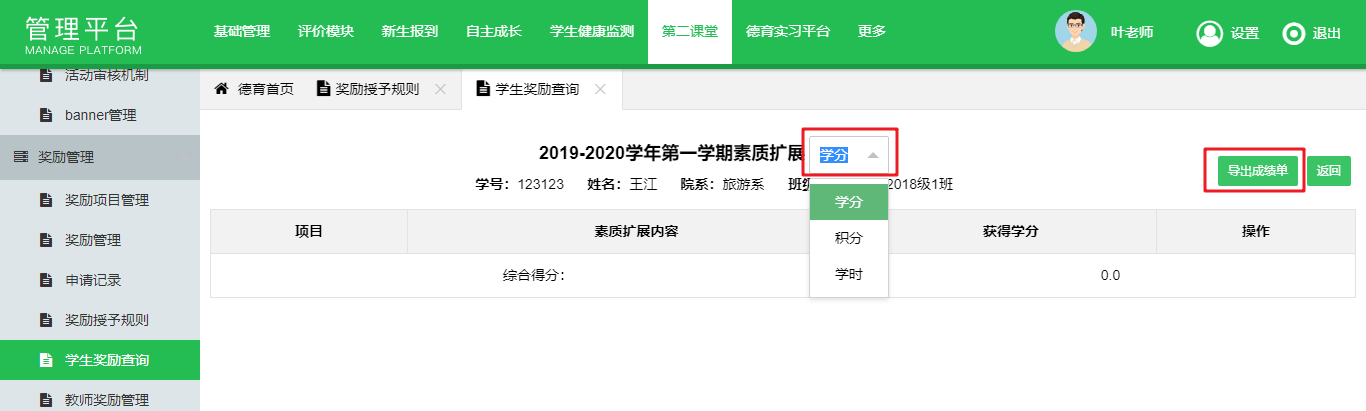 管理平台
MANAGE PLATFORM
基础管理 评价模块 新生报到 自主成长 学生健康监测 第二课堂 德育实习平台 更多 叶老师 设置 退出
活动审核机制
banner管理
奖励管理
奖励项目管理
奖励管理
申请记录
奖励授予规则
学生奖励查询
教师奖励管理
德育首页 奖励授予规则 学生奖励查询
2019-2020学年第一学期素质扩展 学分
学号：123123 姓名：王江 院系：旅游系 2018级1班
导出成绩单 返回
学分
积分
学时
项目 素质扩展内容 获得学分 操作
综合得分： 0.0